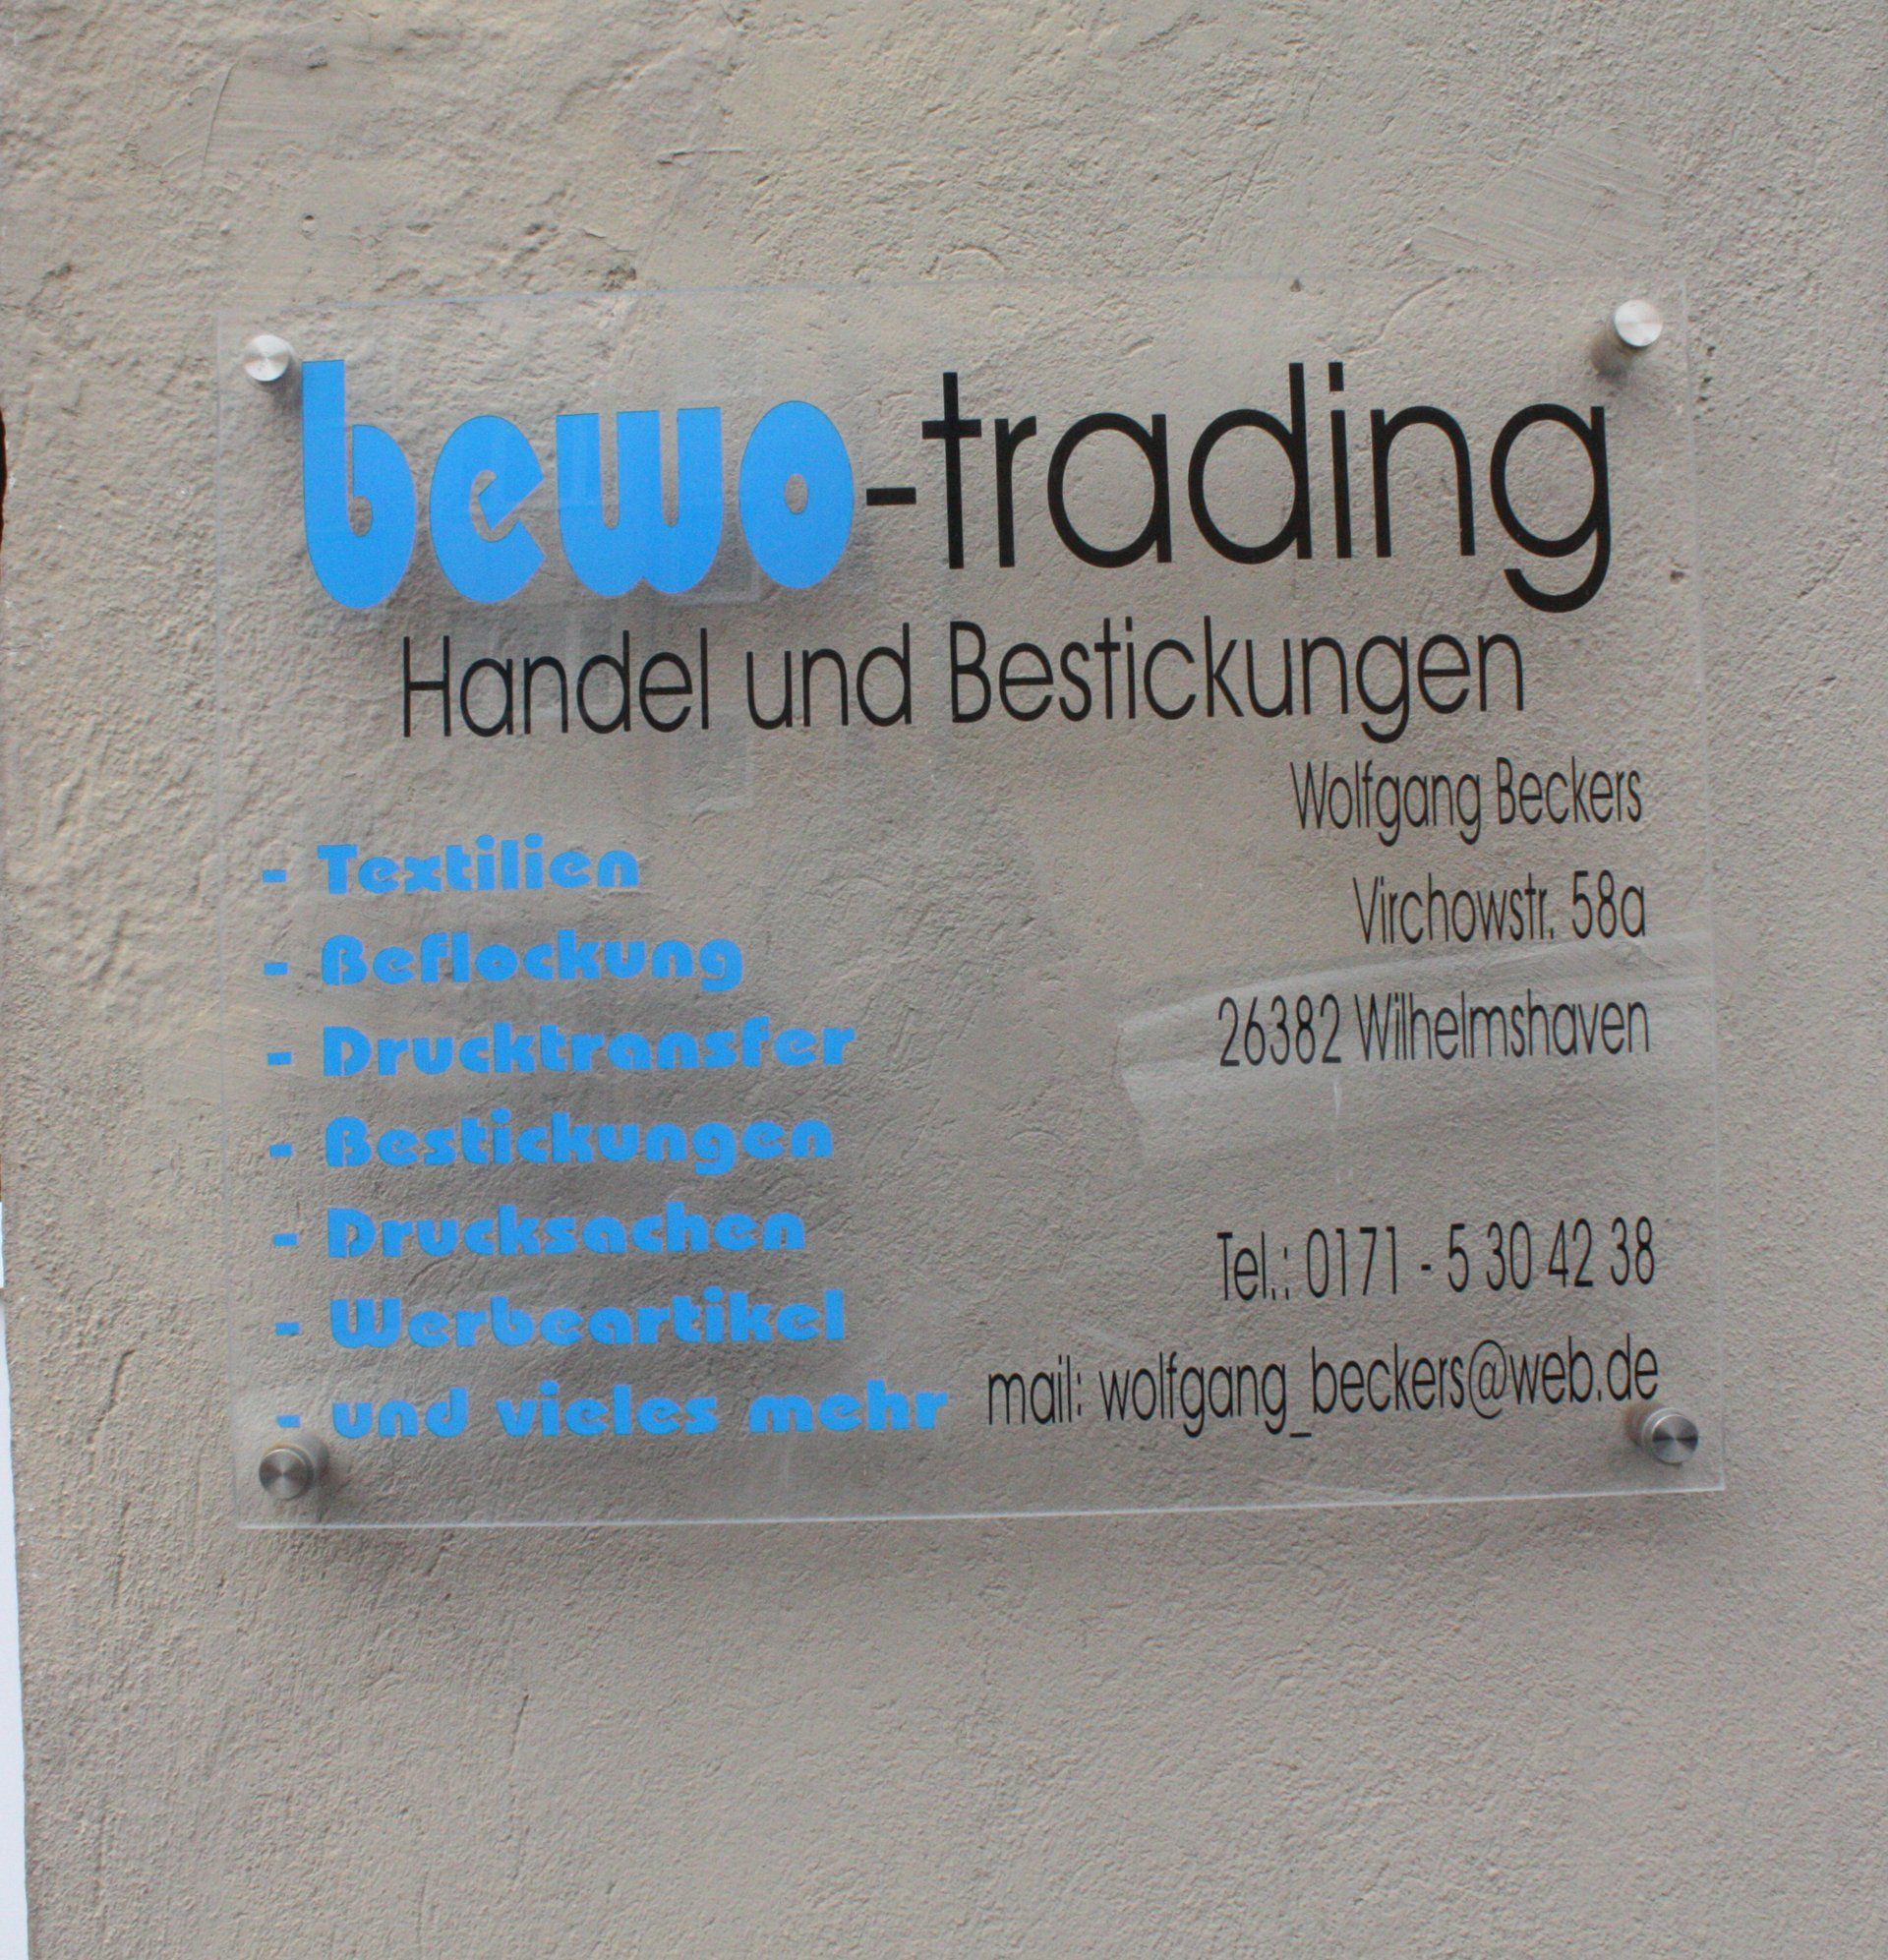 bewo-trading
Handel und Bestickungen
Wolfgang Beckers
Virchowstr. 58a
26382 Wilhelmshaven
- Textilien
- Beflockung
- Drucktransfer
- Bestickungen
- Drucksachen
- Werbeartikel
- und vieles mehr
Tel.: 0171 - 5 30 42 38
mail: wolfgang_beckers@web.de